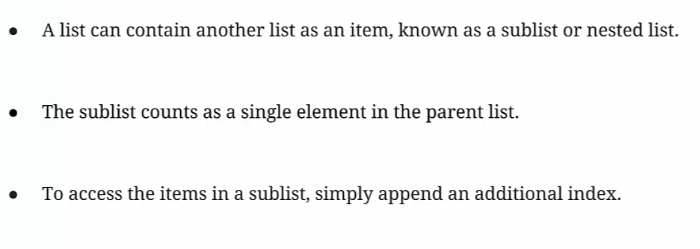 • A list can contain another list as an item, known as a sublist or nested list.
• The sublist counts as a single element in the parent list.
• To access the items in a sublist, simply append an additional index.